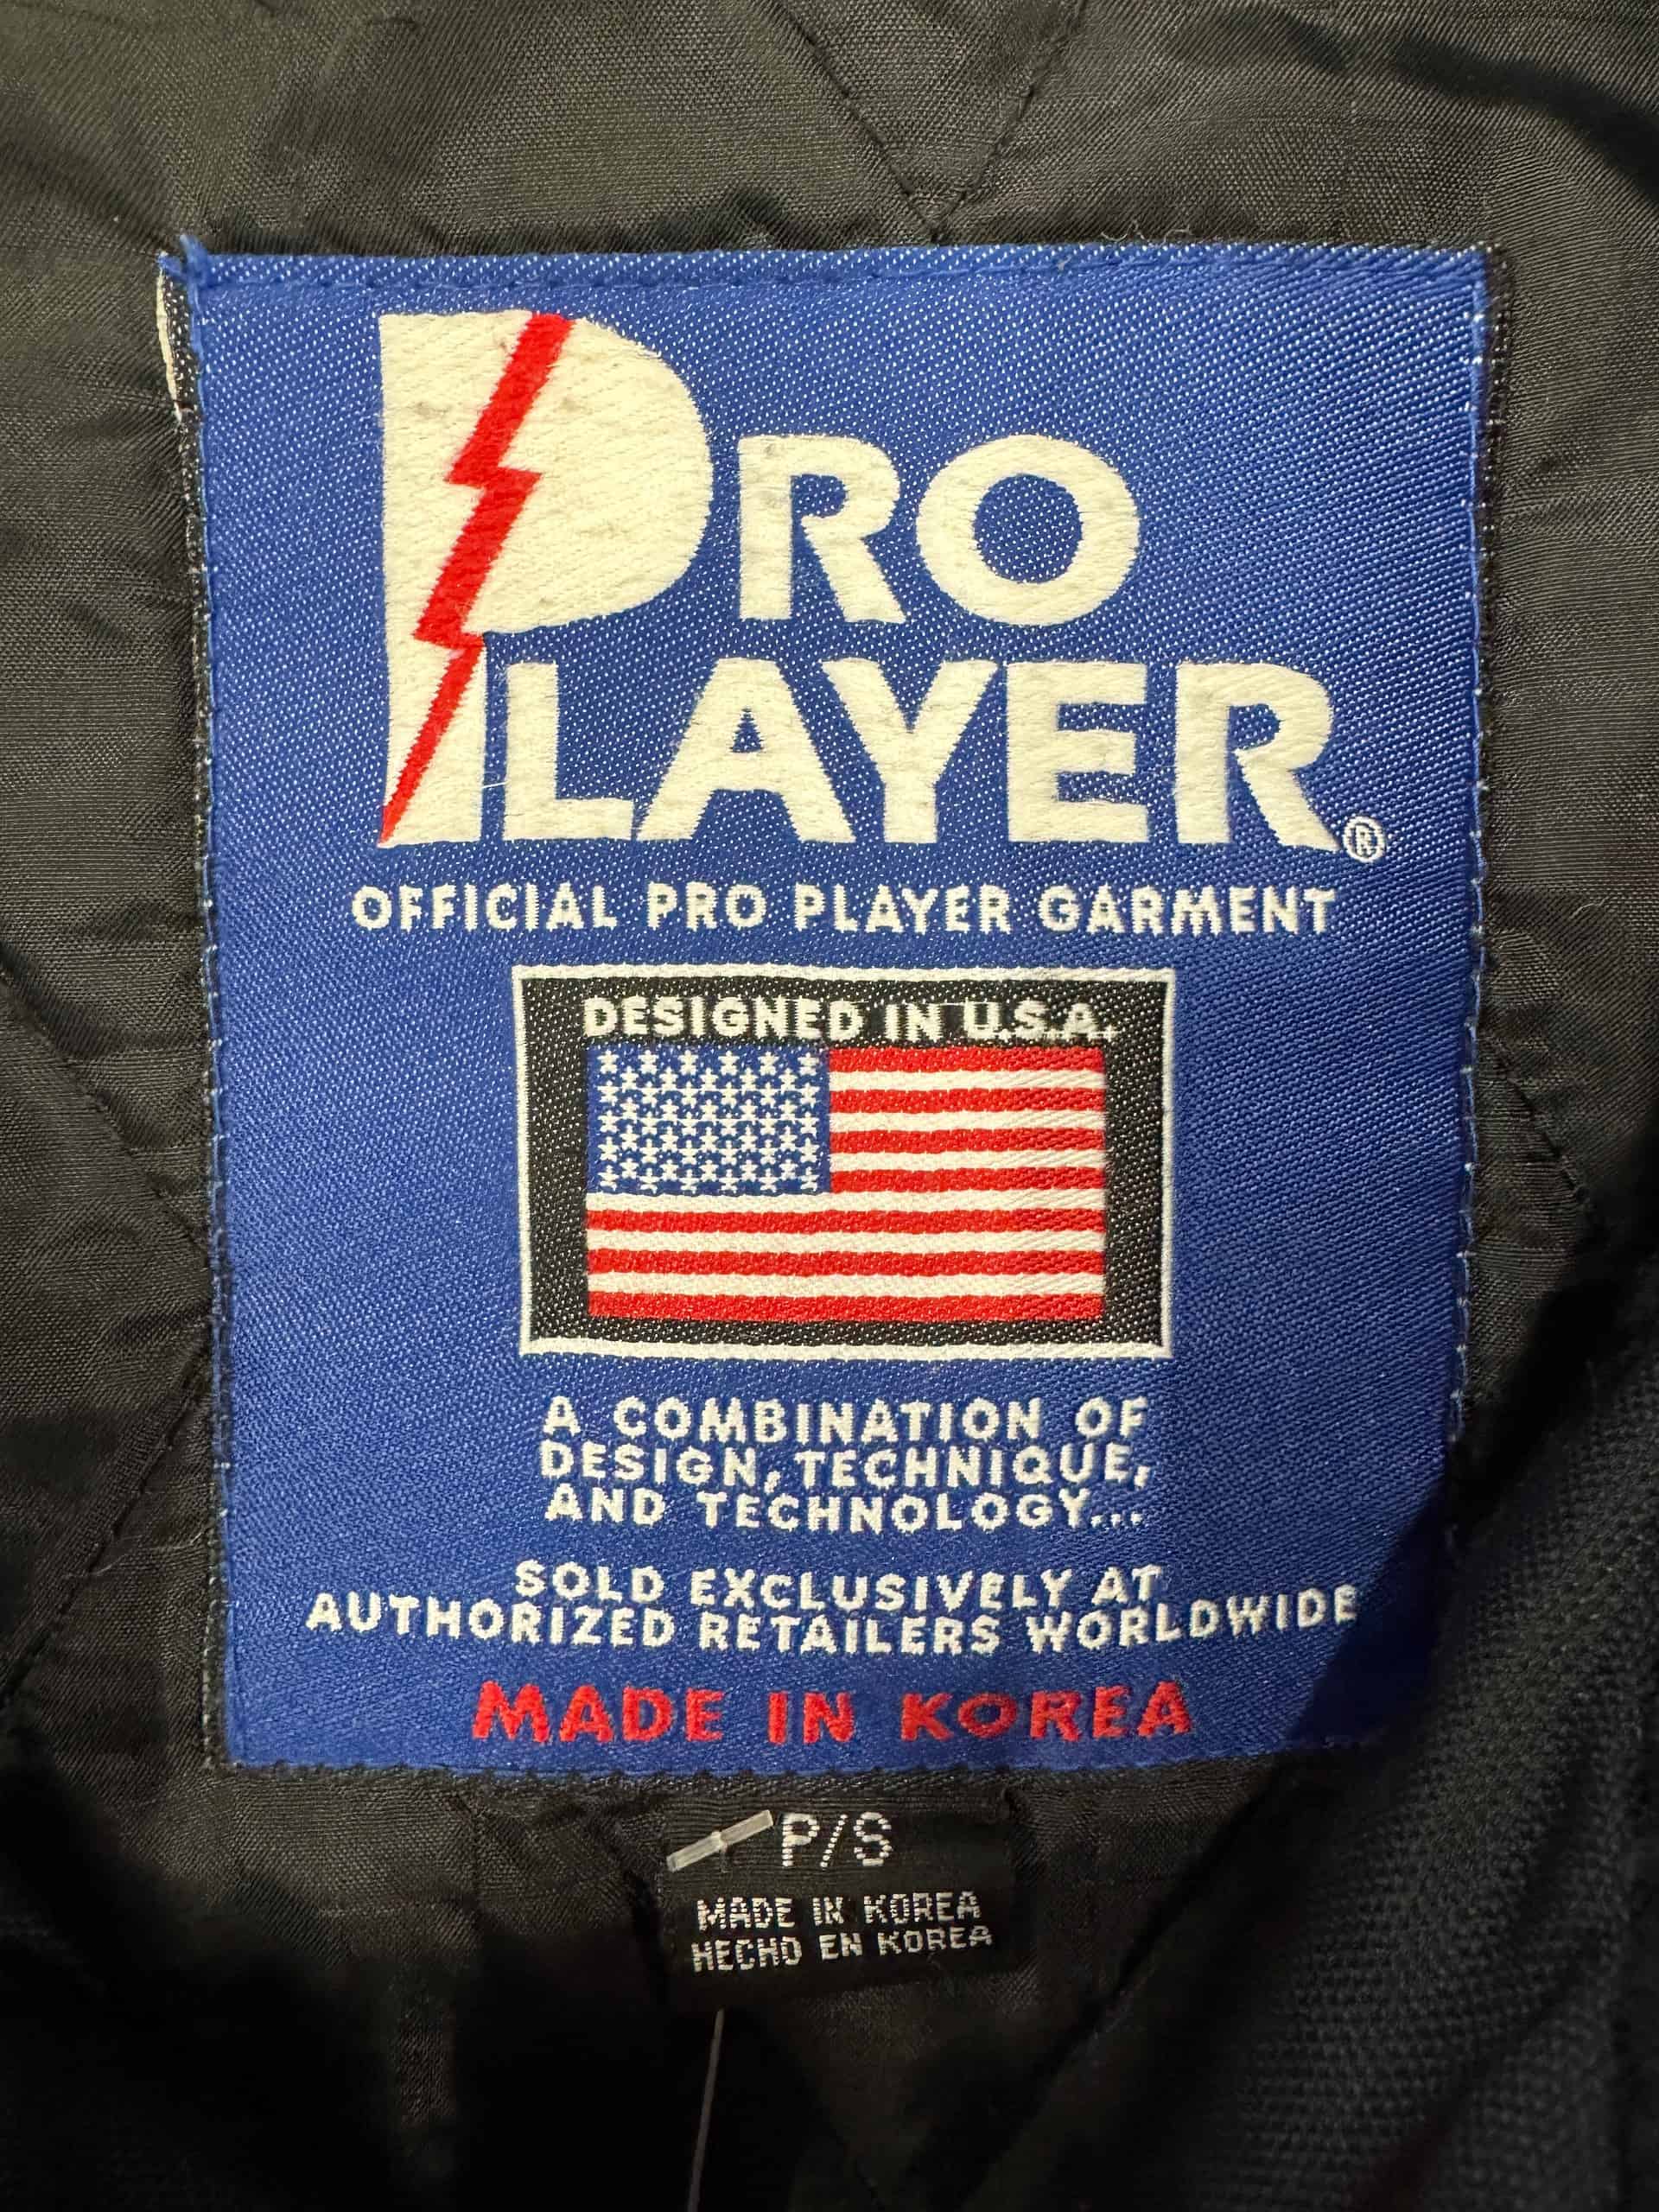 PRO
PLAYER®
OFFICIAL PRO PLAYER GARMENT
DESIGNED IN U.S.A.
A COMBINATION OF
DESIGN, TECHNIQUE,
AND TECHNOLOGY...
SOLD EXCLUSIVELY AT
AUTHORIZED RETAILERS WORLDWIDE
MADE IN KOREA
P/S
MADE IN KOREA
HECHO EN KOREA